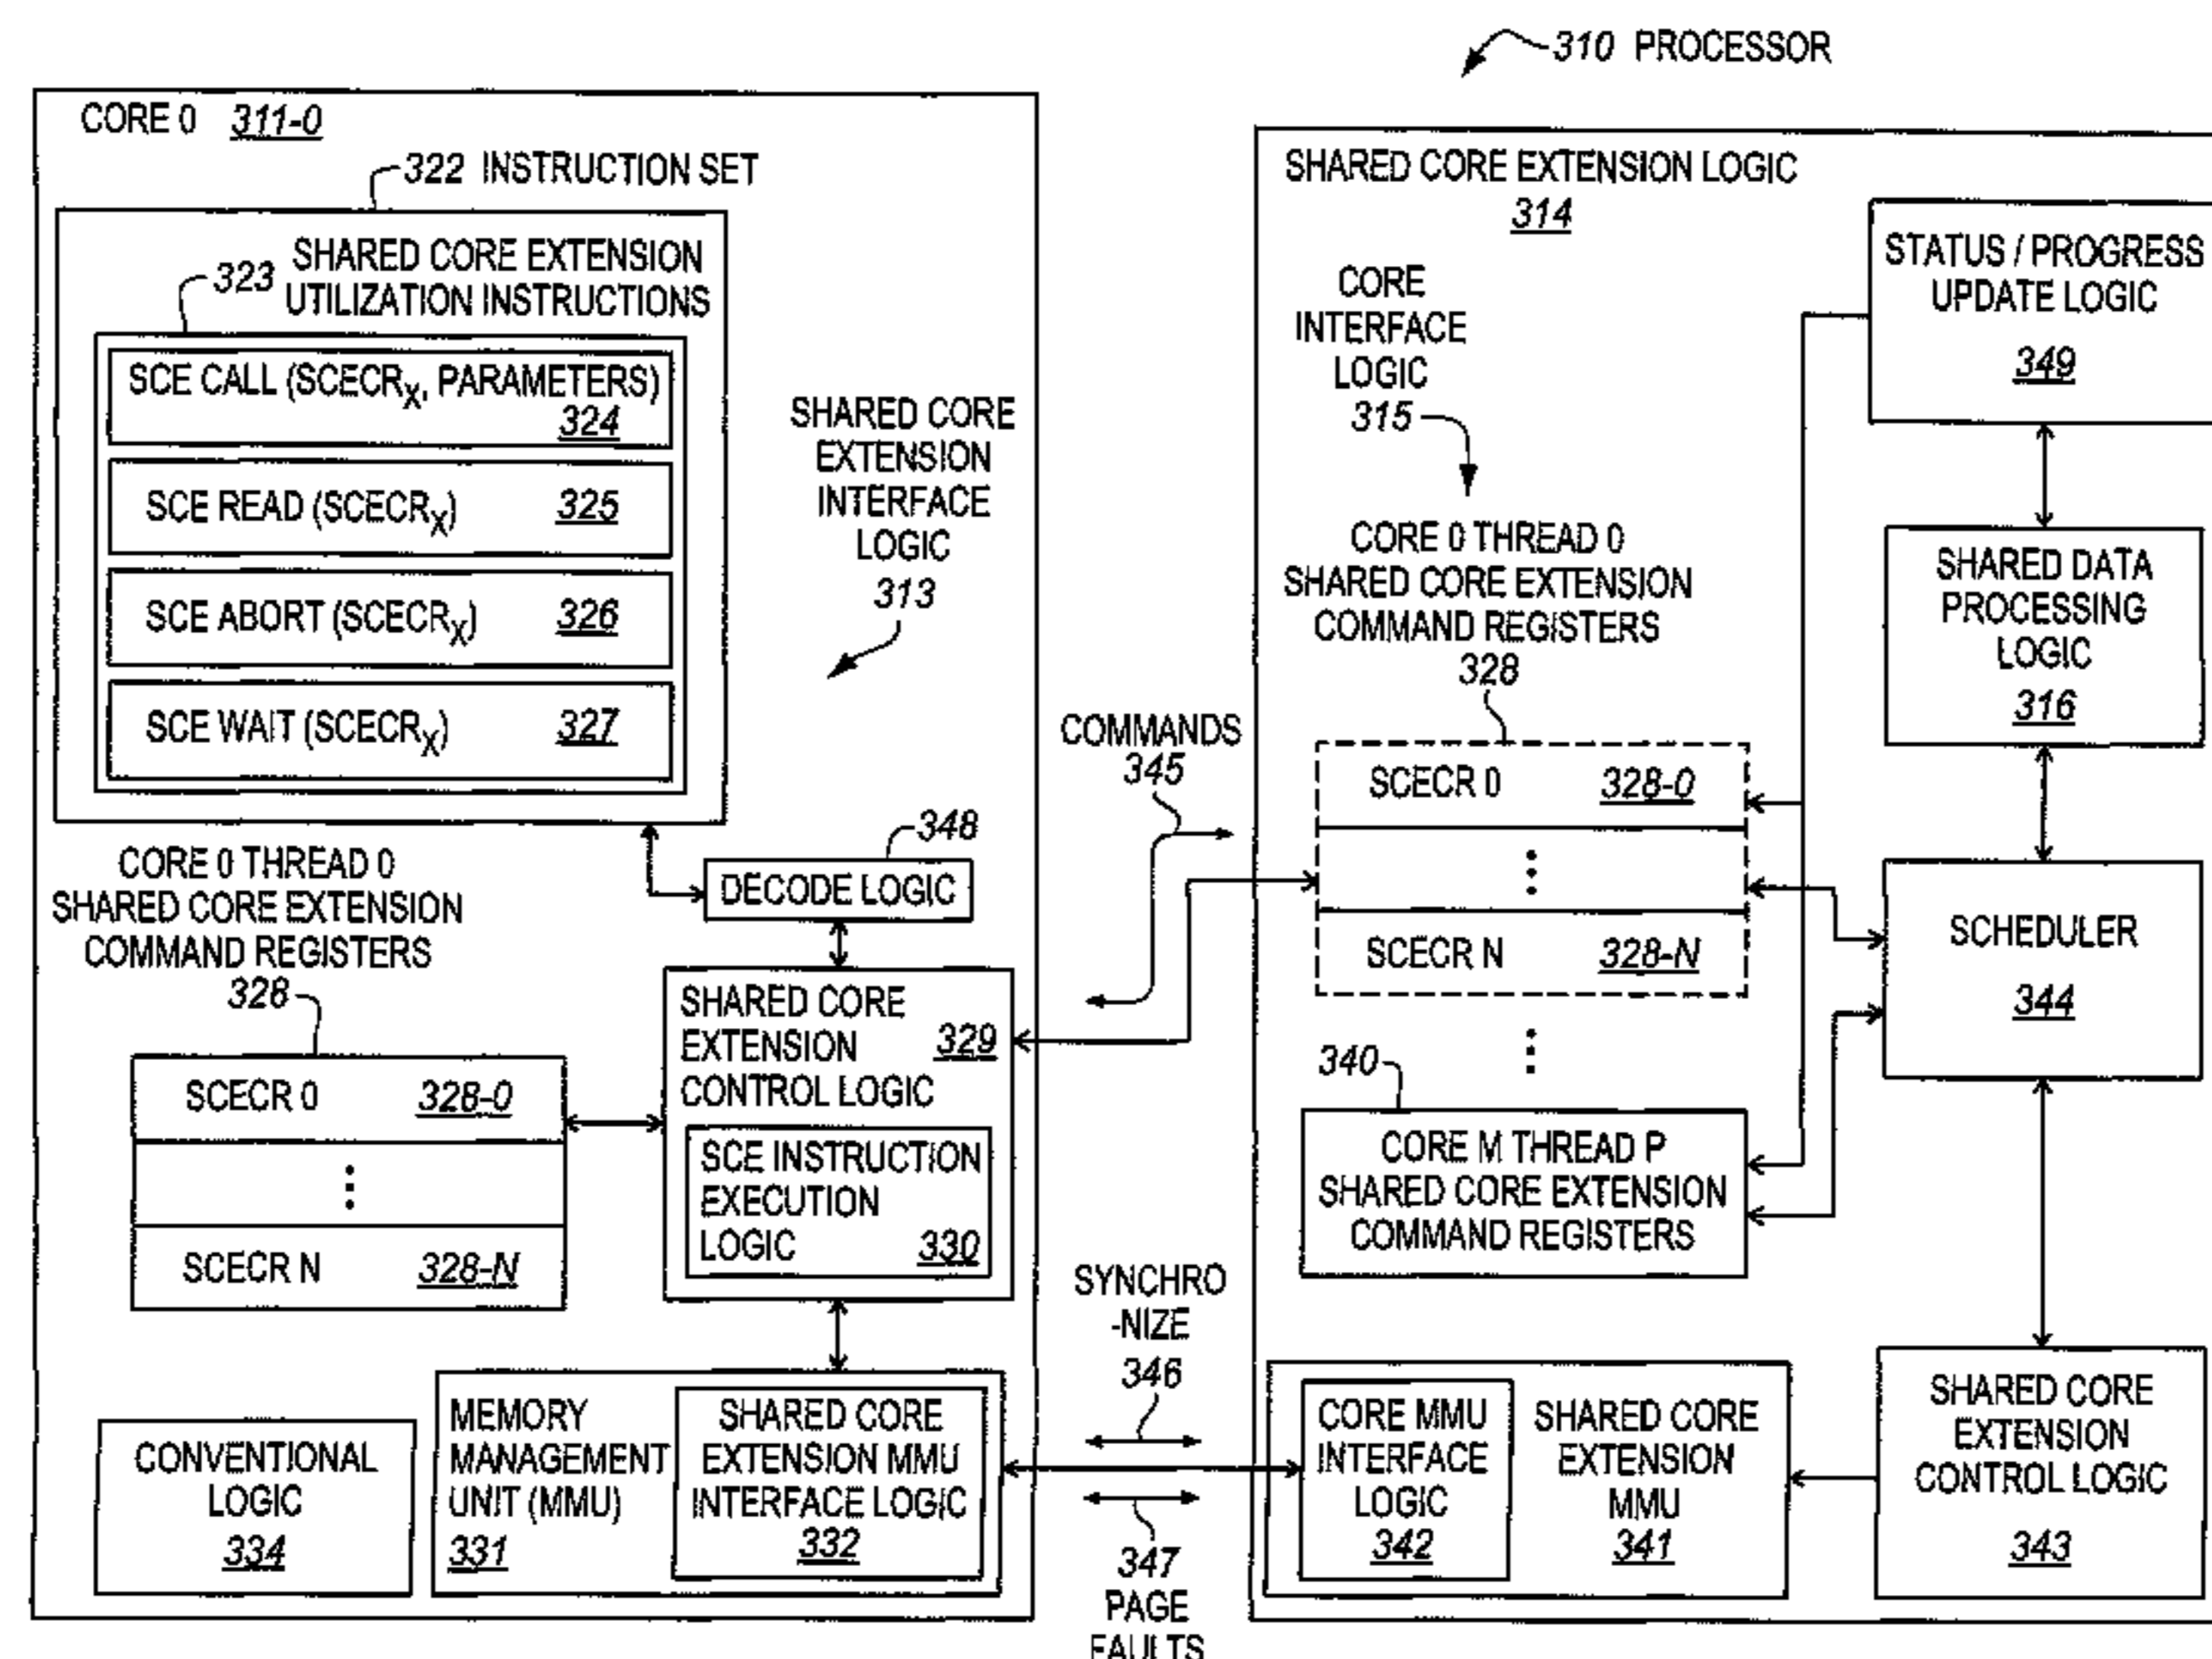 310 PROCESSOR
CORE 0 311-0
322 INSTRUCTION SET
323 SHARED CORE EXTENSION
UTILIZATION INSTRUCTIONS
SCE CALL (SCECRX, PARAMETERS)
324
SCE READ (SCECRX) 325
SCE ABORT (SCECRX) 326
SCE WAIT (SCECRX) 327
SHARED CORE
EXTENSION
INTERFACE
LOGIC
313
348
DECODE LOGIC
CORE 0 THREAD 0
SHARED CORE EXTENSION
COMMAND REGISTERS
328
SCECR 0 328-0
SCECR N 328-N
SHARED CORE
EXTENSION 329
CONTROL LOGIC
SCE INSTRUCTION
EXECUTION
LOGIC 330
CONVENTIONAL
LOGIC
334
MEMORY
MANAGEMENT
UNIT (MMU)
331
SHARED CORE
EXTENSION MMU
INTERFACE LOGIC
332
COMMANDS
345
SYNCHRO
-NIZE
346
347
PAGE
FAULTS
SHARED CORE EXTENSION LOGIC
314
CORE
INTERFACE
LOGIC
315
CORE 0 THREAD 0
SHARED CORE EXTENSION
COMMAND REGISTERS
328
SCECR 0 328-0
SCECR N 328-N
340
CORE M THREAD P
SHARED CORE EXTENSION
COMMAND REGISTERS
CORE MMU
INTERFACE
LOGIC
342
SHARED CORE
EXTENSION
MMU
341
STATUS / PROGRESS
UPDATE LOGIC
349
SHARED DATA
PROCESSING
LOGIC
316
SCHEDULER
344
SHARED CORE
EXTENSION
CONTROL LOGIC
343